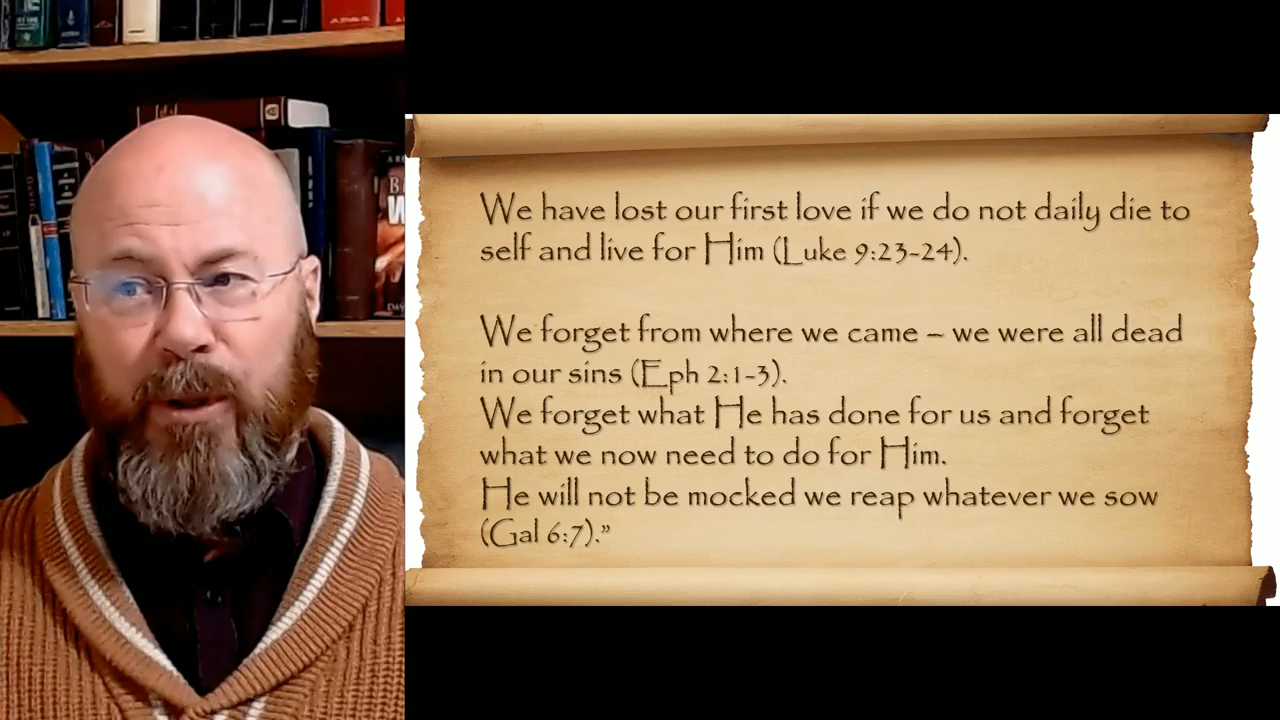 We have lost our first love if we do not daily die to
self and live for Him (Luke 9:23-24).
We forget from where we came – we were all dead
in our sins (Eph 2:1-3).
We forget what He has done for us and forget
what we now need to do for Him.
He will not be mocked we reap whatever we sow
(Gal 6:7).”